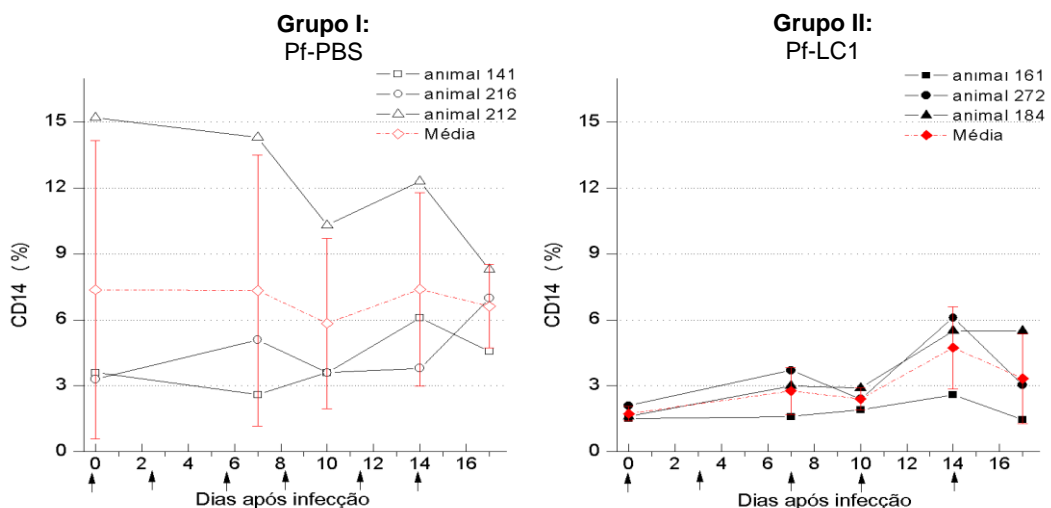 Grupo I:
Pf-PBS
animal 141
animal 216
animal 212
Média
15
12
9
6
3
0
CD14 (%)
0 2 4 6 8 10 12 14 16
Dias após infecção
Grupo II:
Pf-LC1
animal 161
animal 272
animal 184
Média
15
12
9
6
3
0
CD14 (%)
0 2 4 6 8 10 12 14 16
Dias após infecção